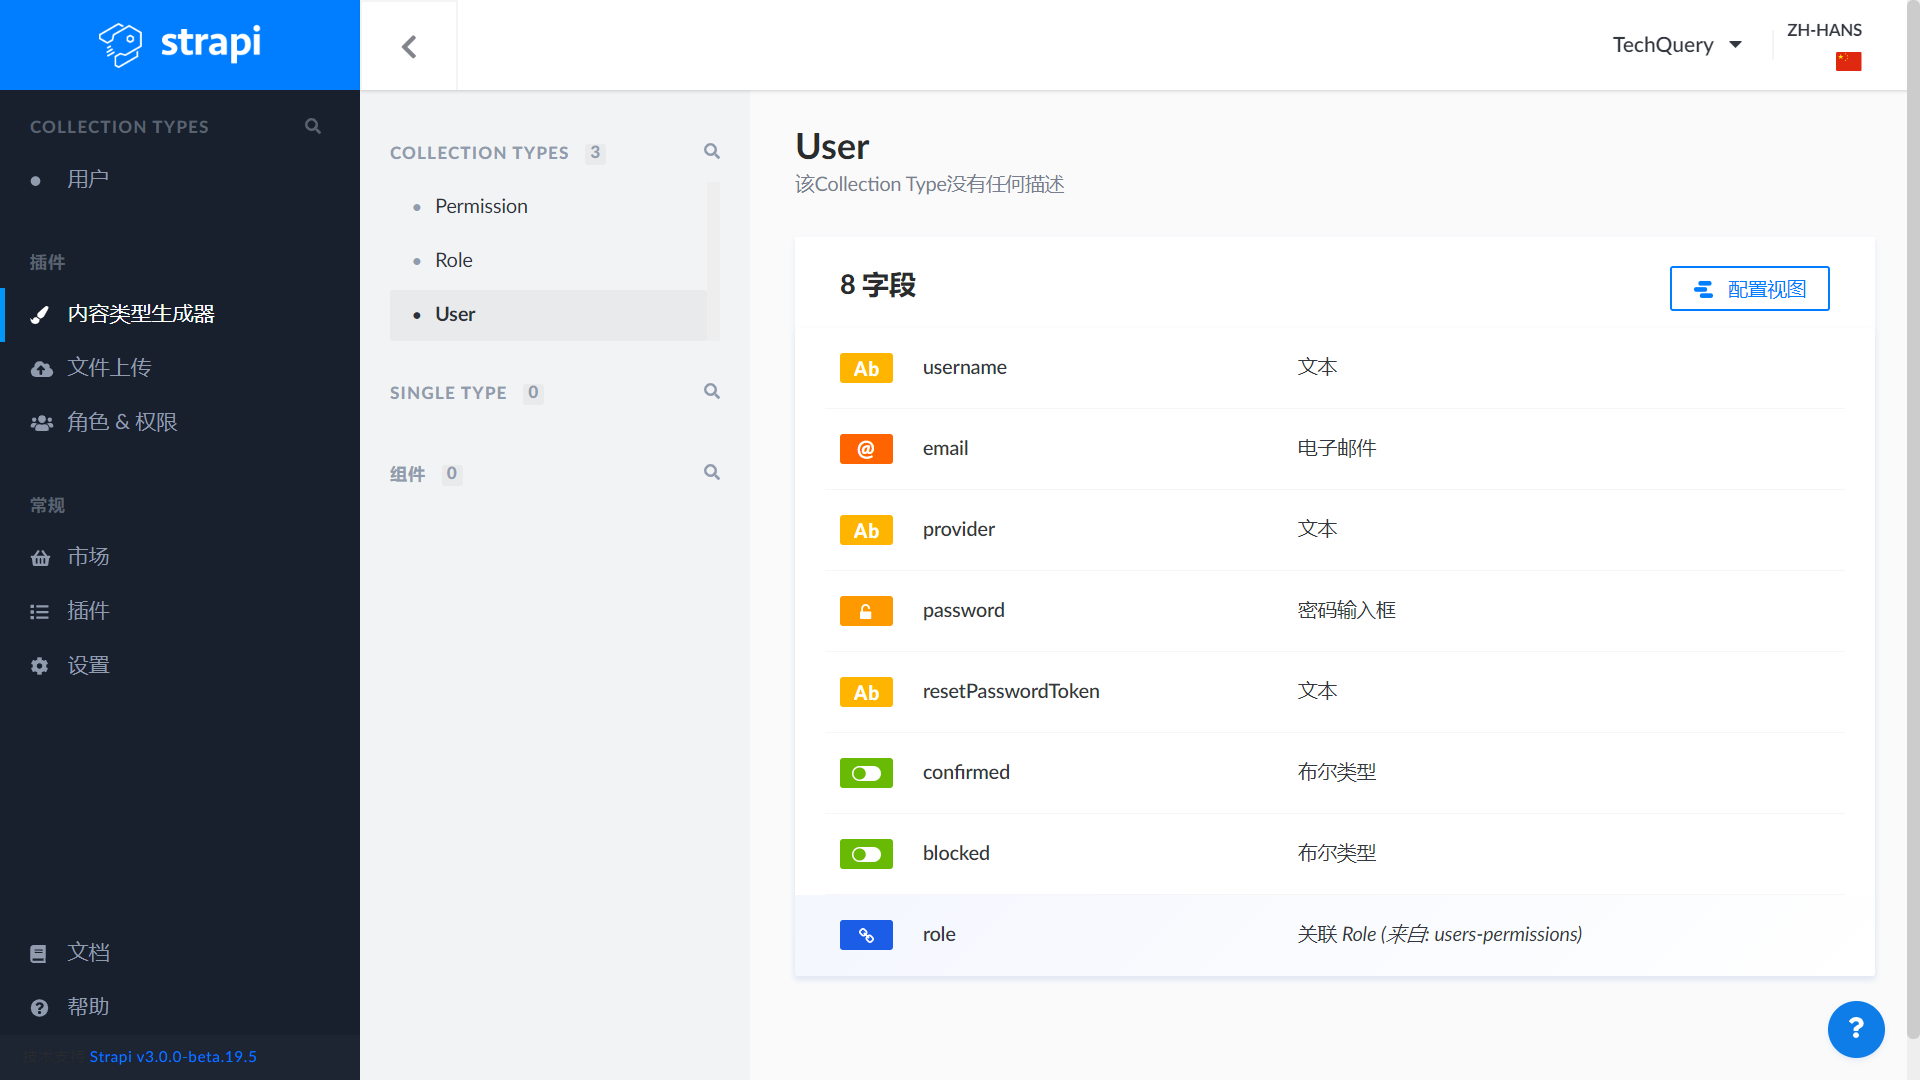 strapi
TechQuery
ZH-HANS
COLLECTION TYPES
用户
插件
内容类型生成器
文件上传
角色 & 权限
常规
市场
插件
设置
文档
帮助
Strapi v3.0.0-beta.19.5
COLLECTION TYPES 3
Permission
Role
User
SINGLE TYPE 0
组件 0
User
该Collection Type没有任何描述
8 字段
配置视图
Ab username 文本
@ email 电子邮件
Ab provider 文本
password 密码输入框
Ab resetPasswordToken 文本
confirmed 布尔类型
blocked 布尔类型
role 关联 Role (来自: users-permissions)
?